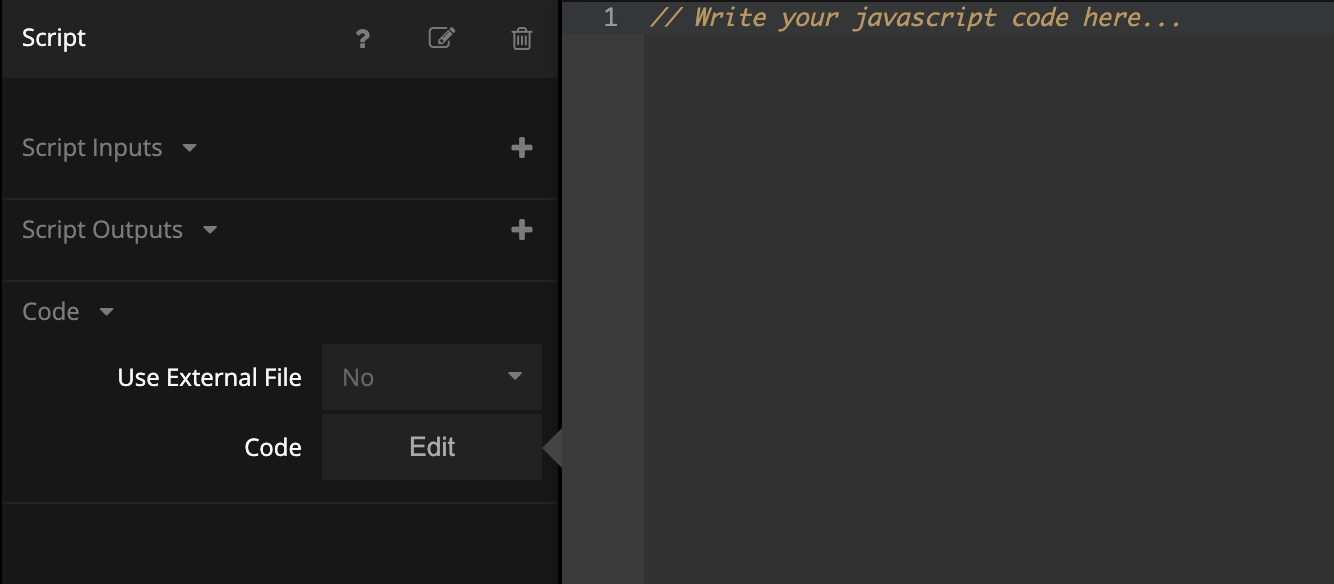 Script
?
Script Inputs
Script Outputs
Code
Use External File No
Code Edit
1 // Write your javascript code here...